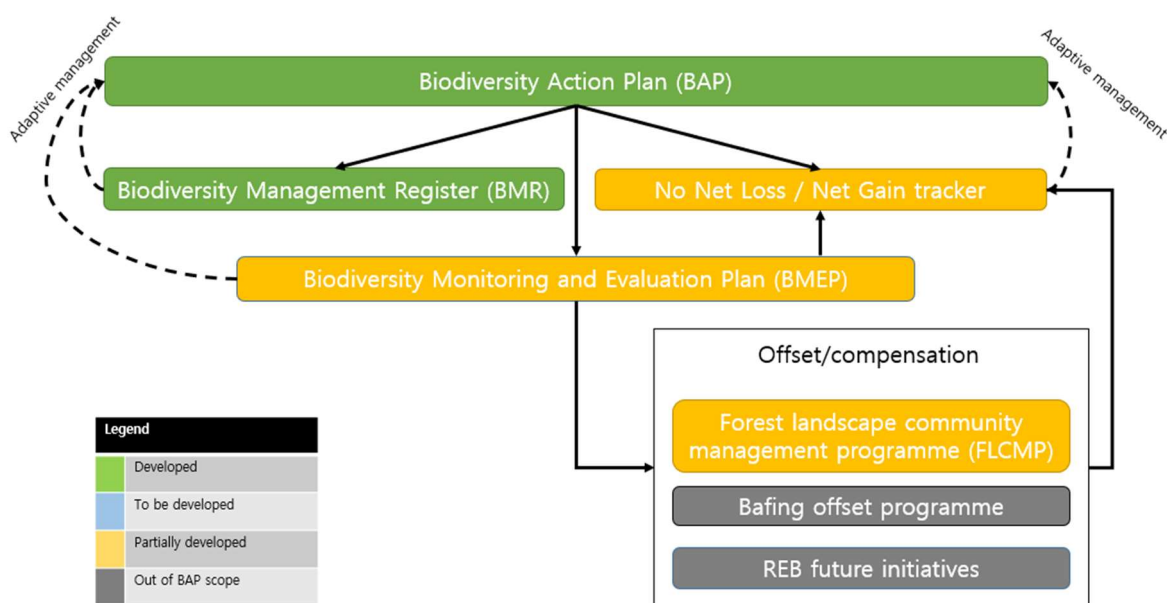 Adaptive management
Adaptive management
Biodiversity Action Plan (BAP)
Biodiversity Management Register (BMR)
No Net Loss / Net Gain tracker
Biodiversity Monitoring and Evaluation Plan (BMEP)
Offset/compensation
Forest landscape community
management programme (FLCMP)
Bafing offset programme
REB future initiatives
Legend
Developed
To be developed
Partially developed
Out of BAP scope